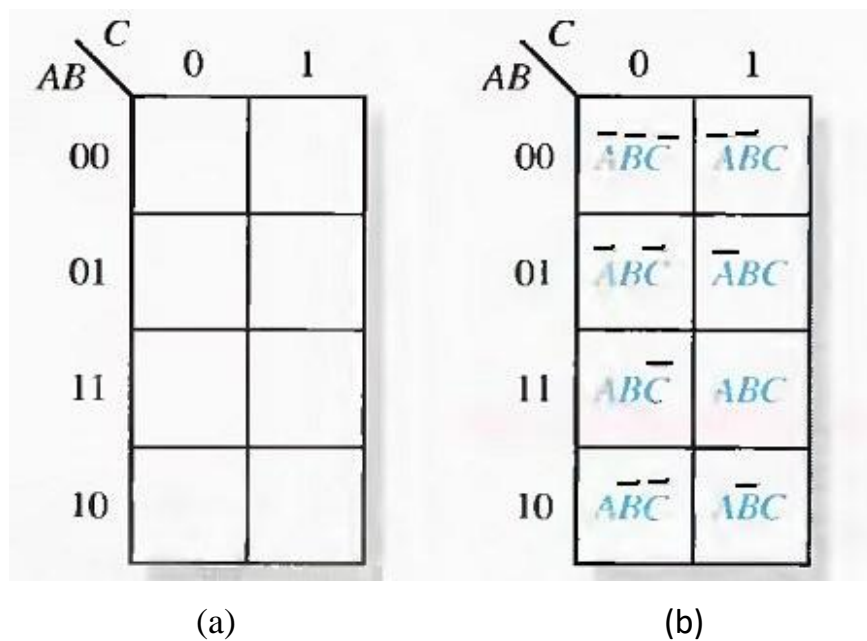 C C
AB 0 1 AB 0 1
00 00 A̅B̅C̅ A̅B̅C
01 01 A̅BC̅ A̅BC
11 11 ABC̅ ABC
10 10 AB̅C̅ AB̅C
(a) (b)